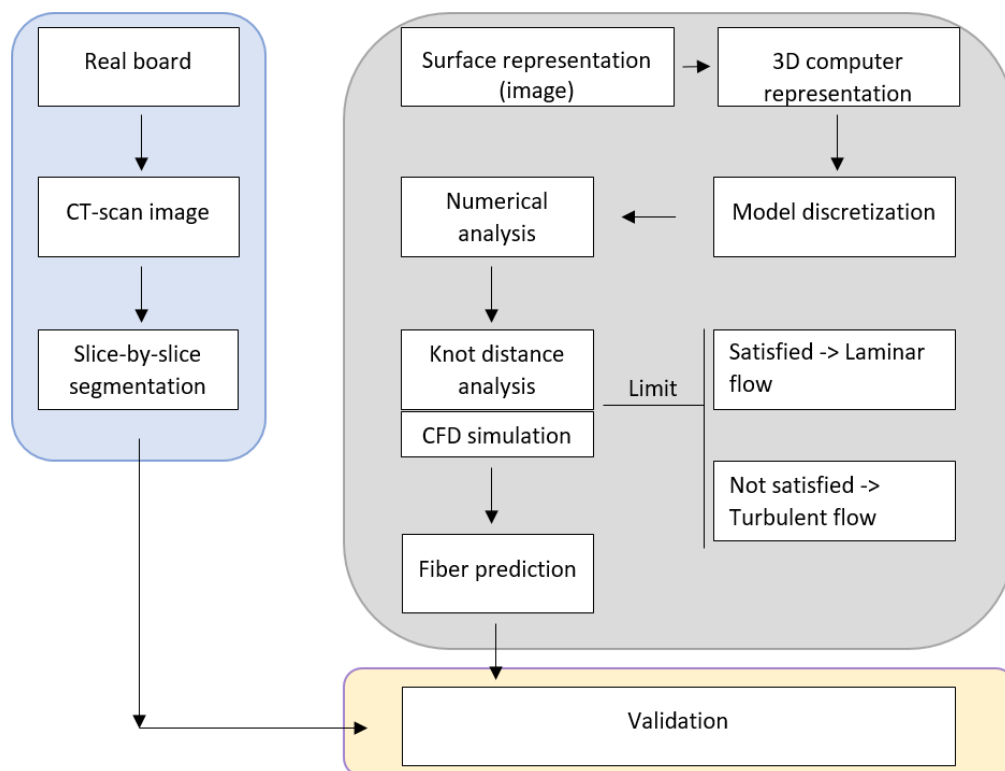 Real board
CT-scan image
Slice-by-slice
segmentation
Surface representation
(image)
3D computer
representation
Model discretization
Numerical
analysis
Knot distance
analysis
CFD simulation
Limit
Satisfied -> Laminar
flow
Not satisfied ->
Turbulent flow
Fiber prediction
Validation